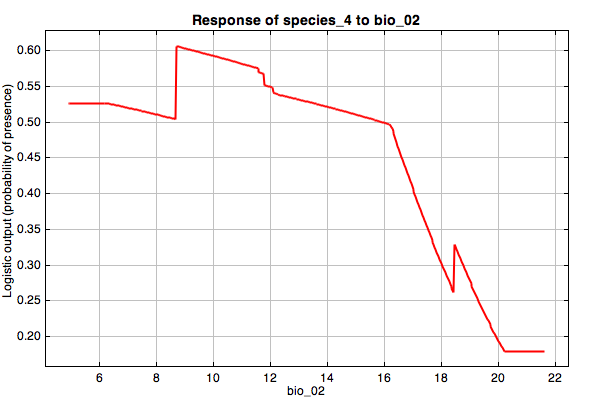 Response of species_4 to bio_02
Logistic output (probability of presence)
0.60
0.55
0.50
0.45
0.40
0.35
0.30
0.25
0.20
6 8 10 12 14 16 18 20 22
bio_02